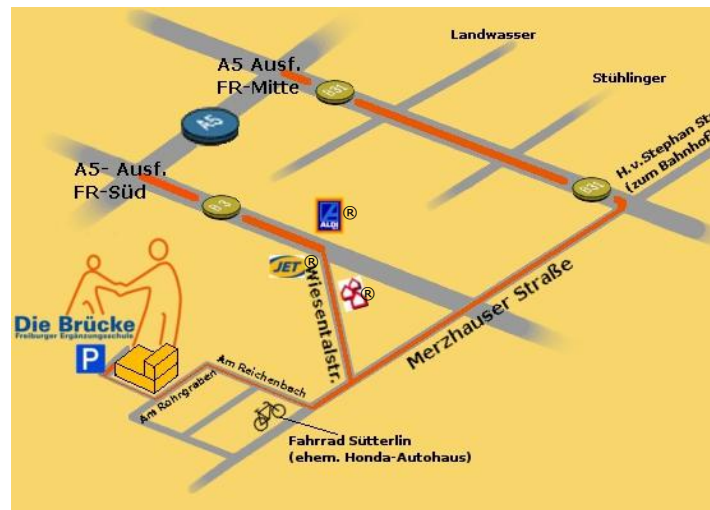 Landwasser
A5 Ausf.
FR-Mitte
B31
Stühlinger
A5
H.v.Stephan St
(zum Bahnhof
B31
A5- Ausf.
FR-Süd
B 3
ALDI ®
JET ®
®
Wiesentalstr.
Merzhauser Straße
Die Brücke
Freiburger Ergänzungsschule
P
Am Reichenbach
Am Rohrgraben
Fahrrad Sütterlin
(ehem. Honda-Autohaus)